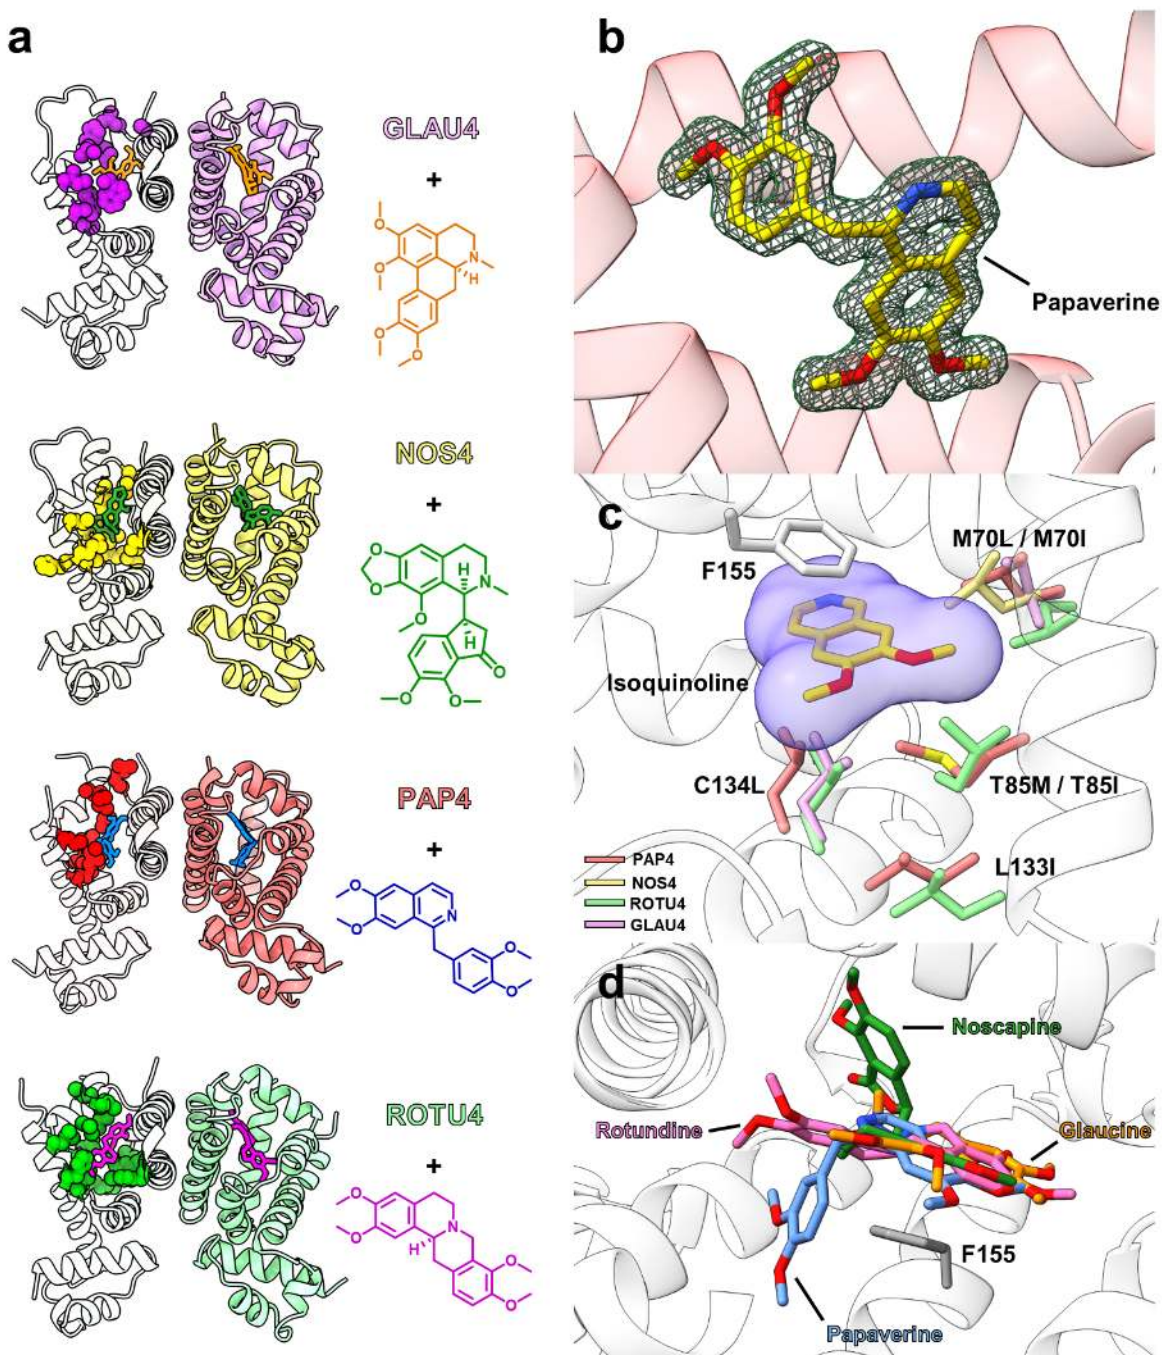 a
GLAU4
+
O
O
N
H
O
O
NOS4
+
O
O
H
N
O
H
O
O
O
PAP4
+
O
O
N
O
O
ROTU4
+
O
O
N
H
O
O
b
Papaverine
c
F155
M70L / M70I
Isoquinoline
C134L
T85M / T85I
L133I
PAP4
NOS4
ROTU4
GLAU4
d
Noscapine
Rotundine
Glaucine
F155
Papaverine